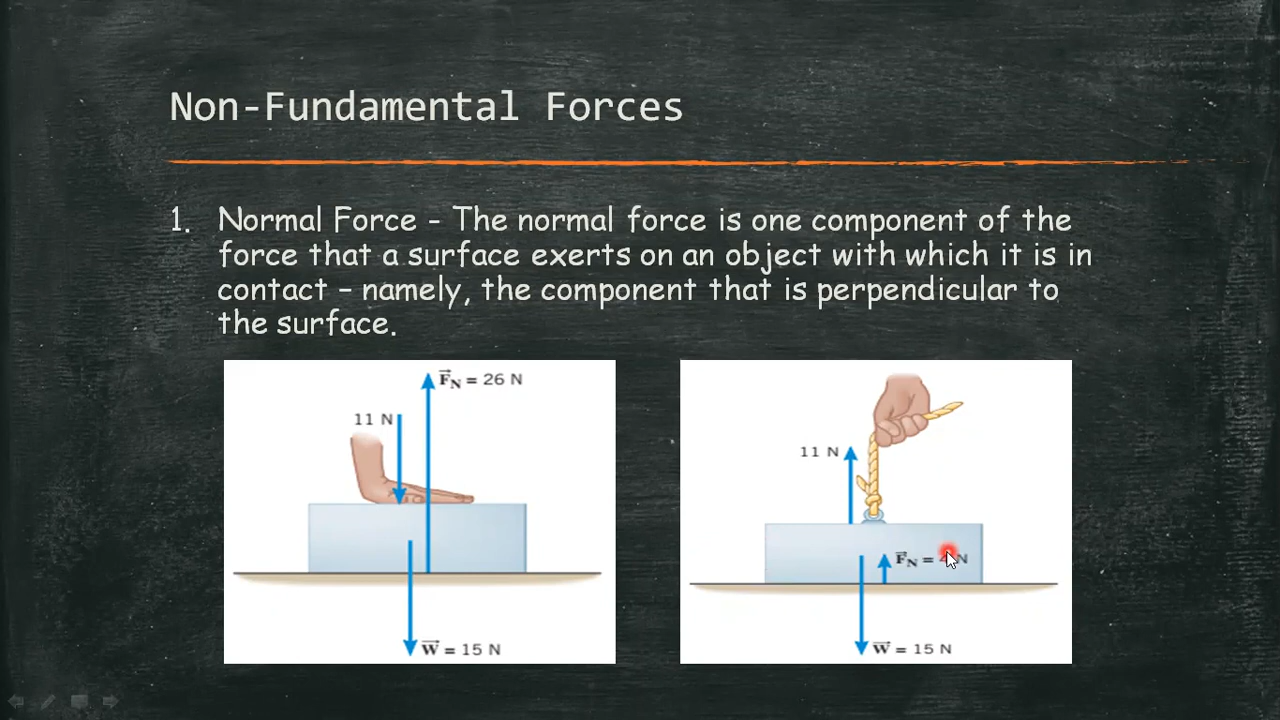 Non-Fundamental Forces
1. Normal Force – The normal force is one component of the
force that a surface exerts on an object with which it is in
contact – namely, the component that is perpendicular to
the surface.
F⃗N = 26 N
11 N
W⃗ = 15 N
11 N
F⃗N = 4 N
W⃗ = 15 N